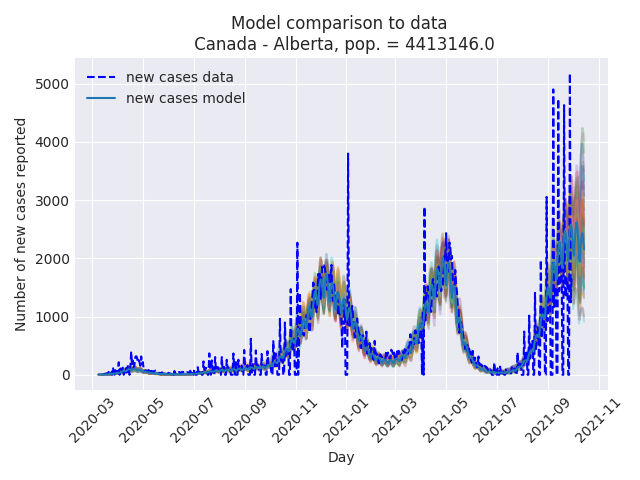 Model comparison to data
Canada - Alberta, pop. = 4413146.0
new cases data
new cases model
Number of new cases reported
5000
4000
3000
2000
1000
0
2020-03
2020-05
2020-07
2020-09
2020-11
2021-01
2021-03
2021-05
2021-07
2021-09
2021-11
Day